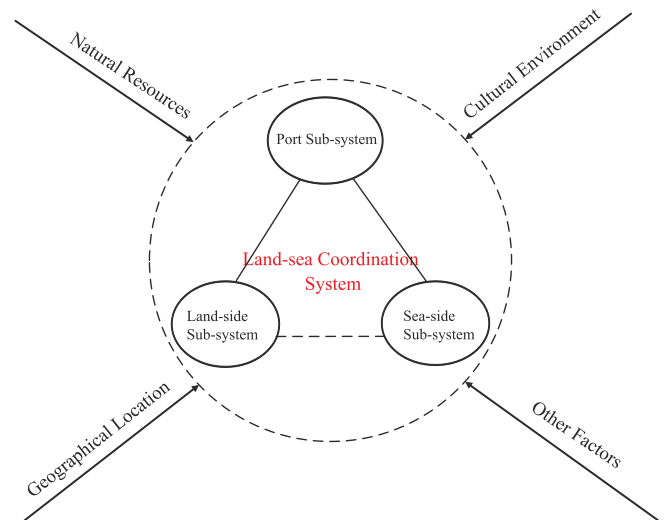 Natural Resources
Cultural Environment
Port Sub-system
Land-sea Coordination
System
Land-side
Sub-system
Sea-side
Sub-system
Geographical Location
Other Factors